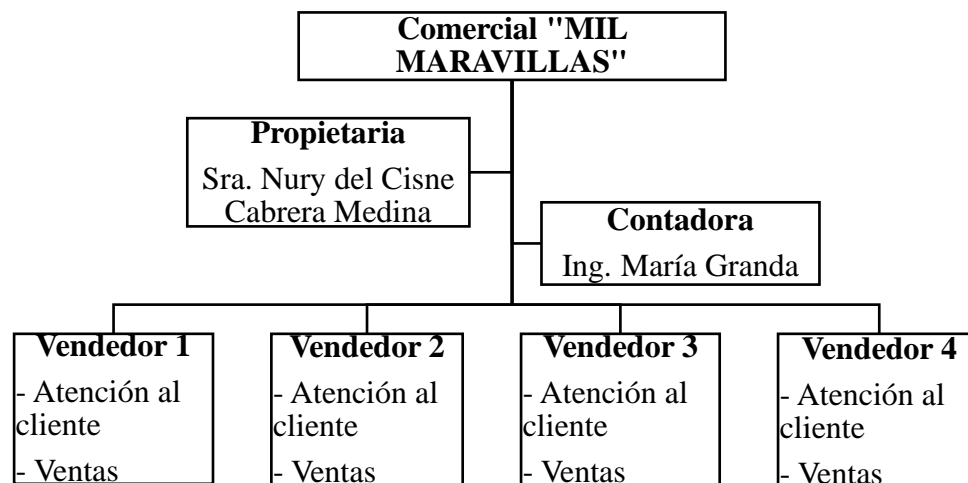 Comercial "MIL
MARAVILLAS"
Propietaria
Sra. Nury del Cisne
Cabrera Medina
Contadora
Ing. María Granda
Vendedor 1
- Atención al
cliente
- Ventas
Vendedor 2
- Atención al
cliente
- Ventas
Vendedor 3
- Atención al
cliente
- Ventas
Vendedor 4
- Atención al
cliente
- Ventas